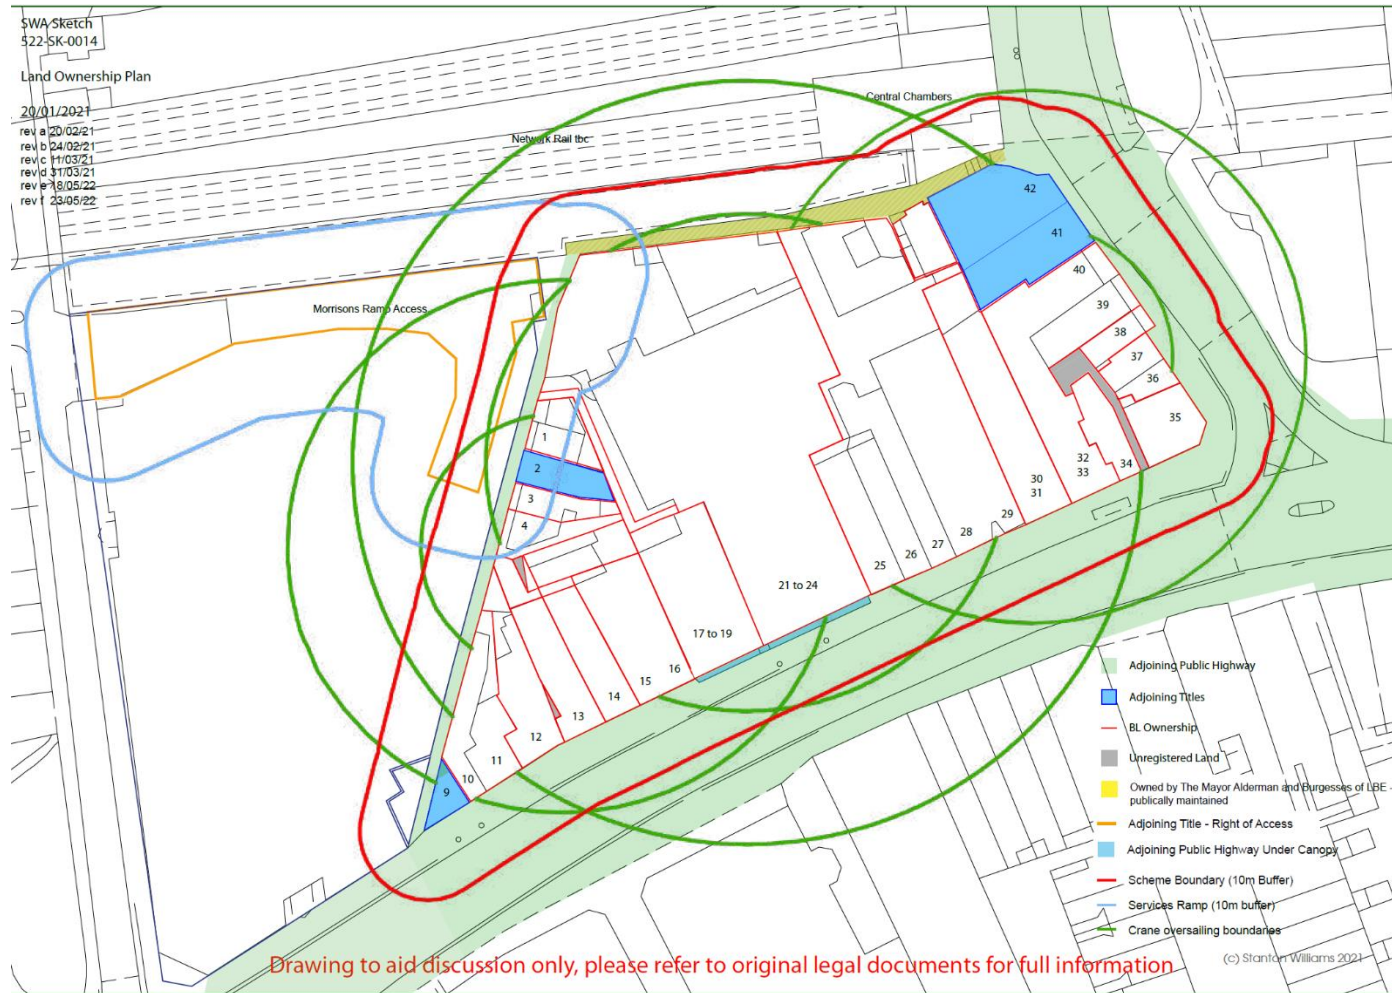 SWA Sketch
522-SK-0014
Land Ownership Plan
20/01/2021
rev a 20/02/21
rev b 24/02/21
rev c 11/03/21
rev d 31/03/21
rev e 18/05/22
rev f 23/05/22
Central Chambers
Network Rail tbc
Morrisons Ramp Access
42
41
40
39
38
37
36
35
34
32
33
30
31
29
28
27
26
25
21 to 24
17 to 19
16
15
14
13
12
11
10
9
1
2
3
4
Adjoining Public Highway
Adjoining Titles
BL Ownership
Unregistered Land
Owned by The Mayor Alderman and Burgesses of LBE -
publically maintained
Adjoining Title - Right of Access
Adjoining Public Highway Under Canopy
Scheme Boundary (10m Buffer)
Services Ramp (10m buffer)
Crane oversailing boundaries
Drawing to aid discussion only, please refer to original legal documents for full information
(c) Stanton Williams 2021